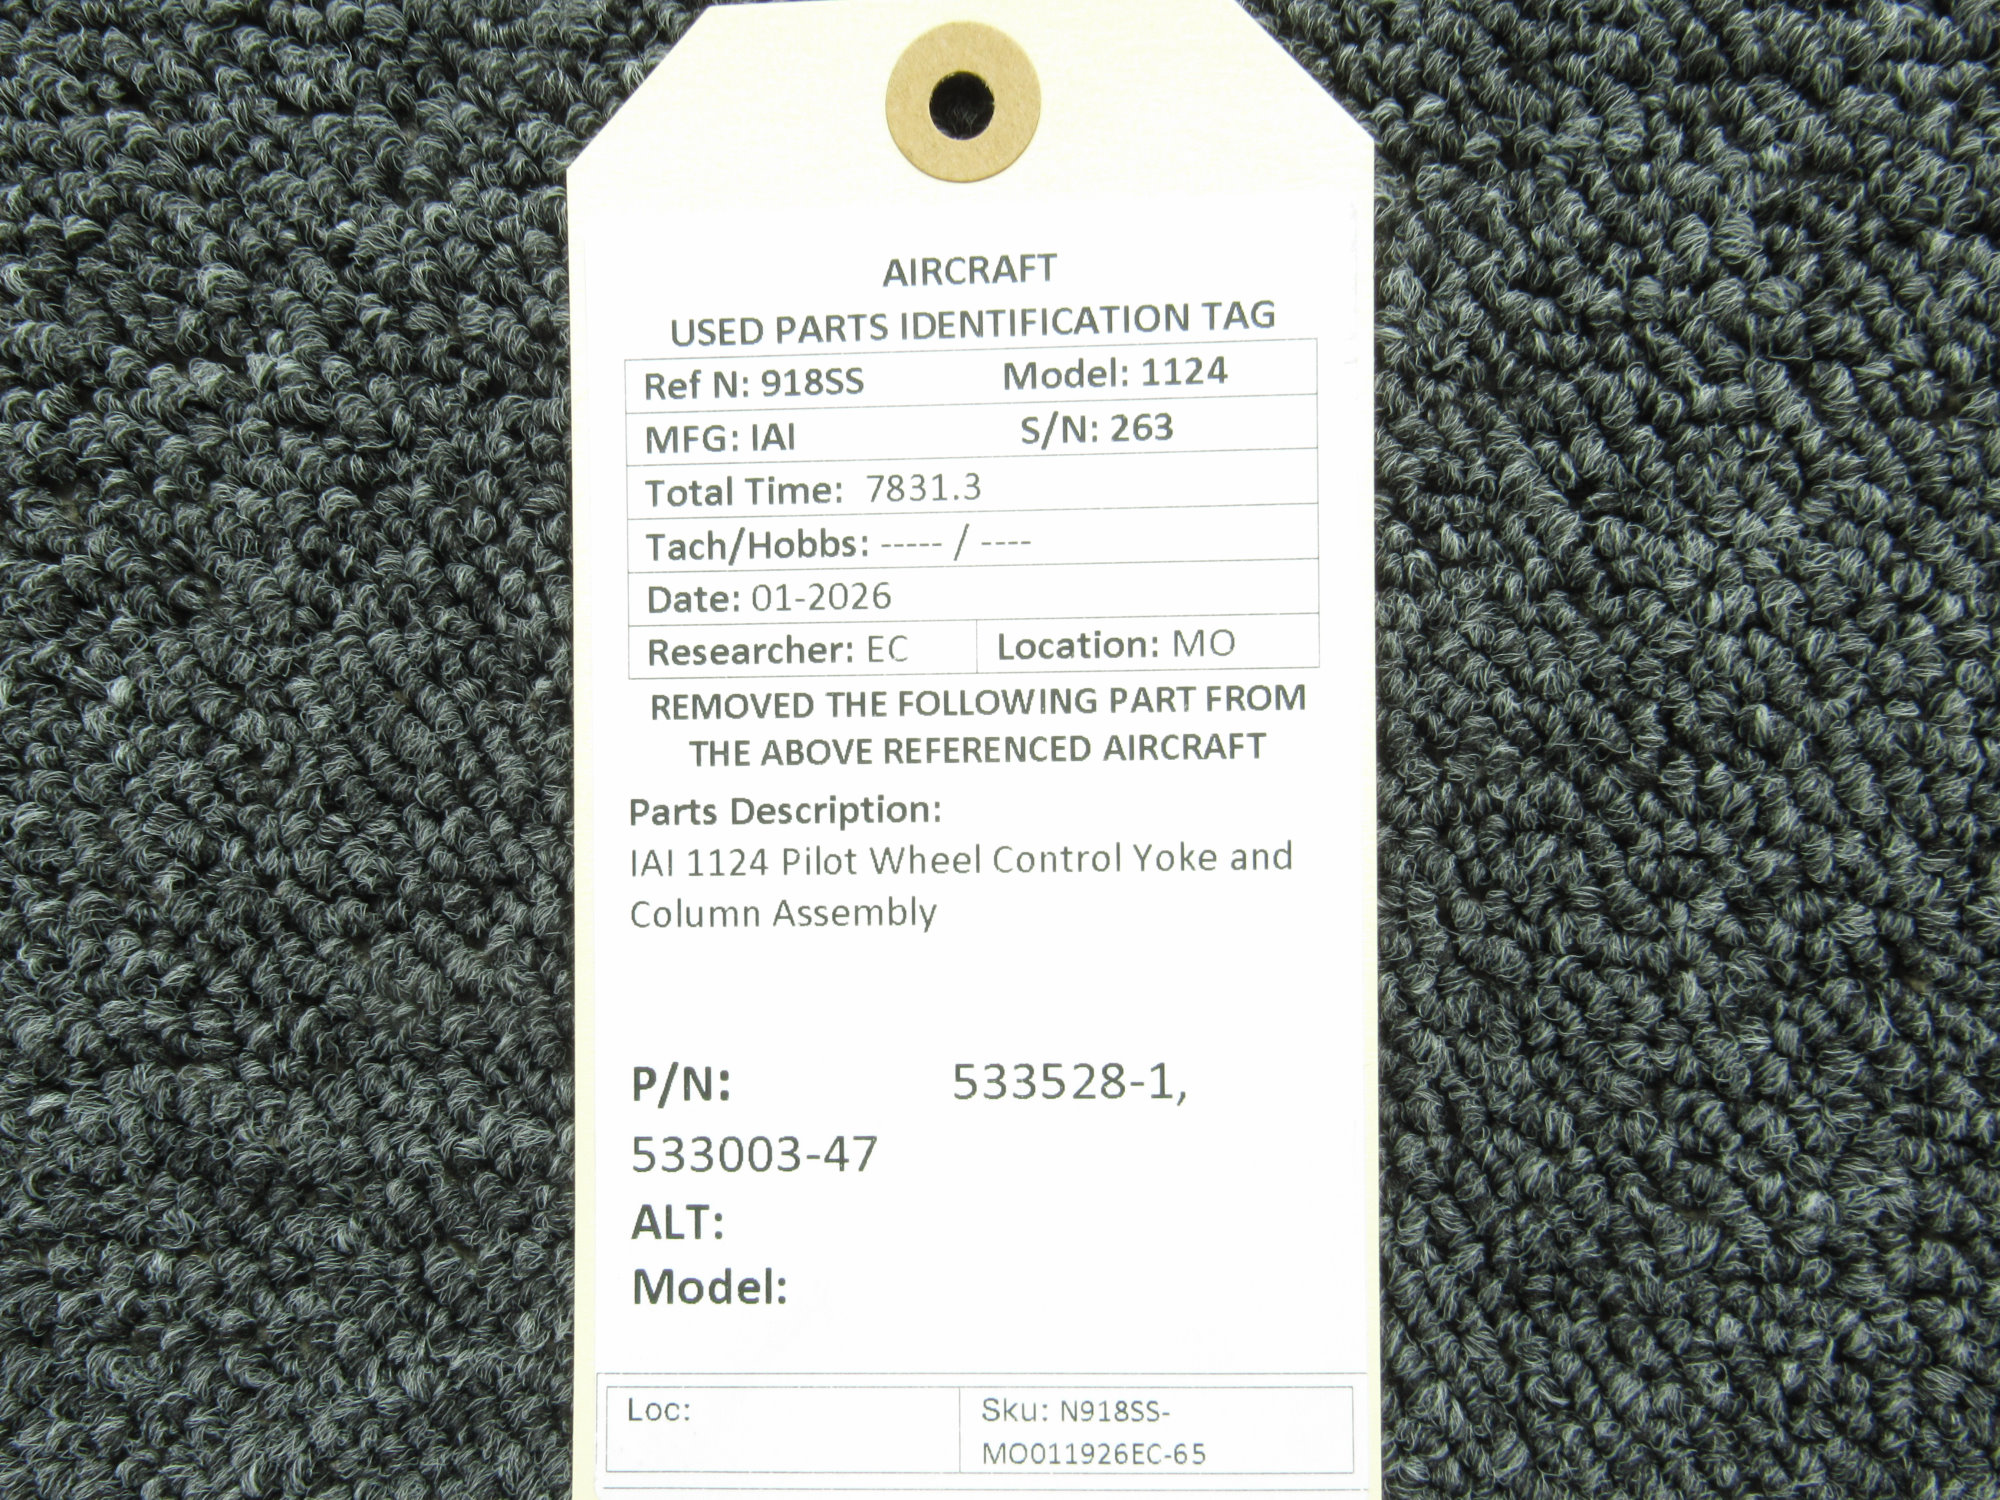 AIRCRAFT
USED PARTS IDENTIFICATION TAG
Ref N: 918SS Model: 1124
MFG: IAI S/N: 263
Total Time: 7831.3
Tach/Hobbs: ----- / ----
Date: 01-2026
Researcher: EC Location: MO
REMOVED THE FOLLOWING PART FROM
THE ABOVE REFERENCED AIRCRAFT
Parts Description:
IAI 1124 Pilot Wheel Control Yoke and
Column Assembly
P/N: 533528-1,
533003-47
ALT:
Model:
Loc: Sku: N918SS-
MO011926EC-65